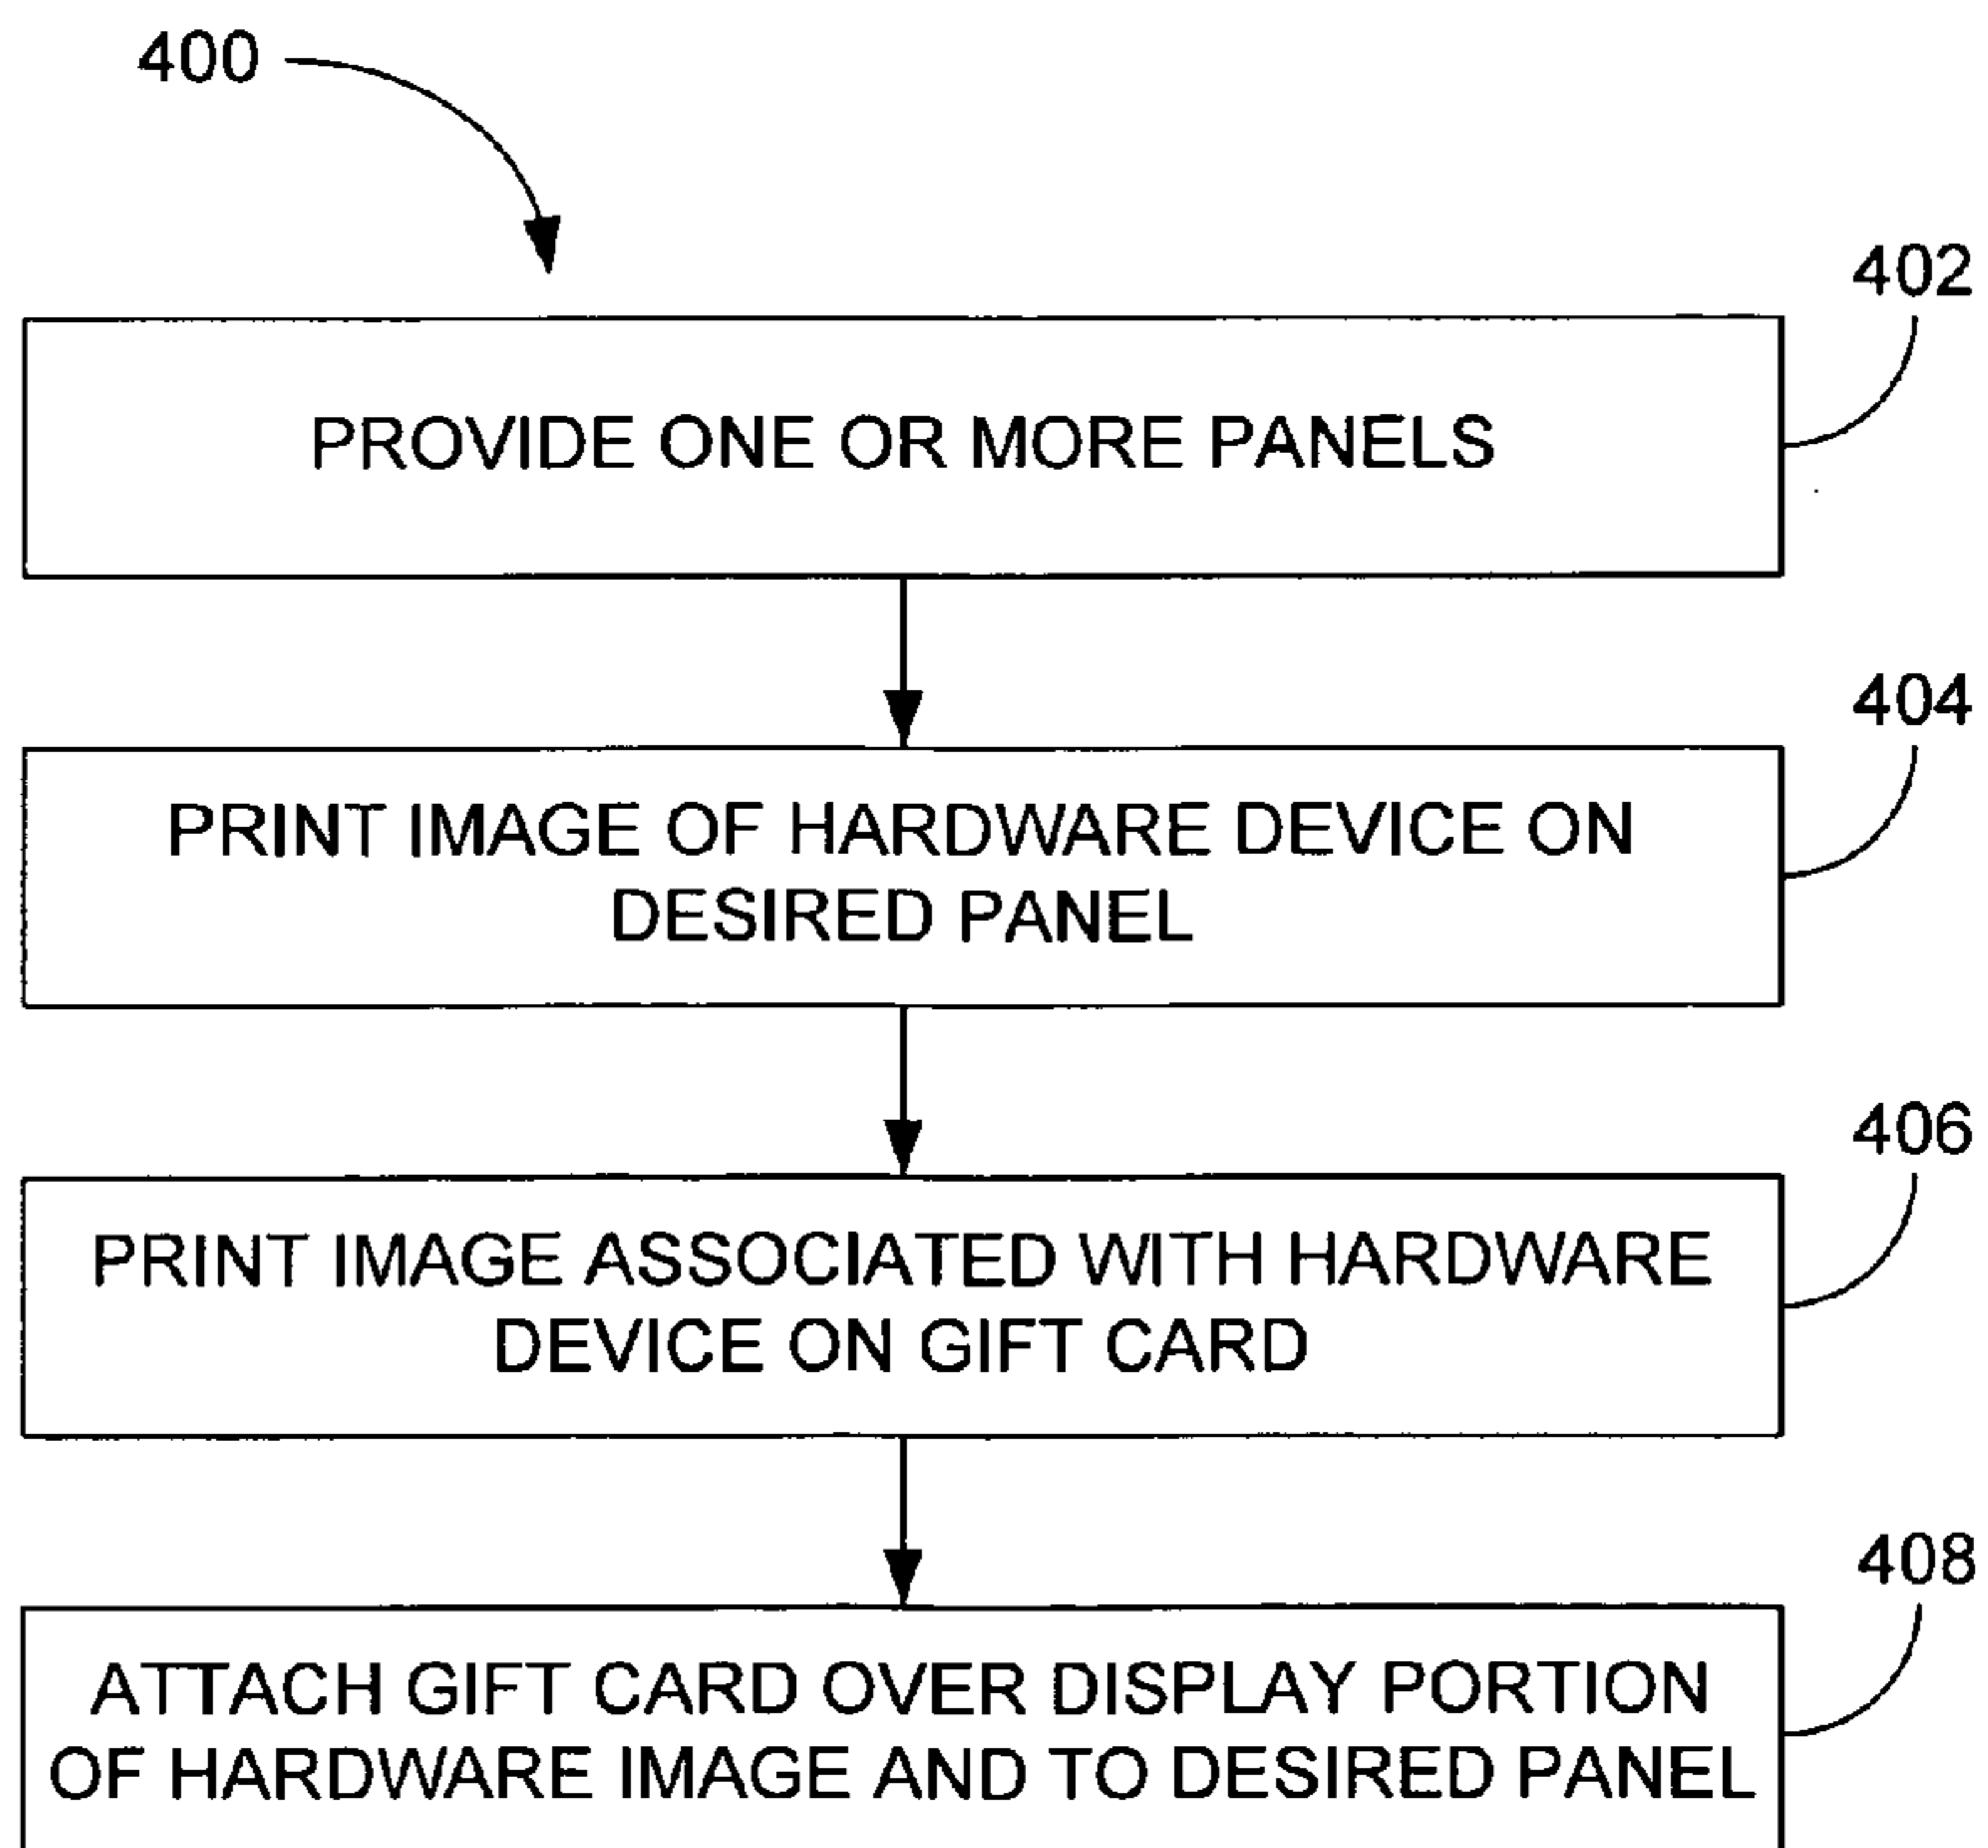 400
402
PROVIDE ONE OR MORE PANELS
404
PRINT IMAGE OF HARDWARE DEVICE ON
DESIRED PANEL
406
PRINT IMAGE ASSOCIATED WITH HARDWARE
DEVICE ON GIFT CARD
408
ATTACH GIFT CARD OVER DISPLAY PORTION
OF HARDWARE IMAGE AND TO DESIRED PANEL